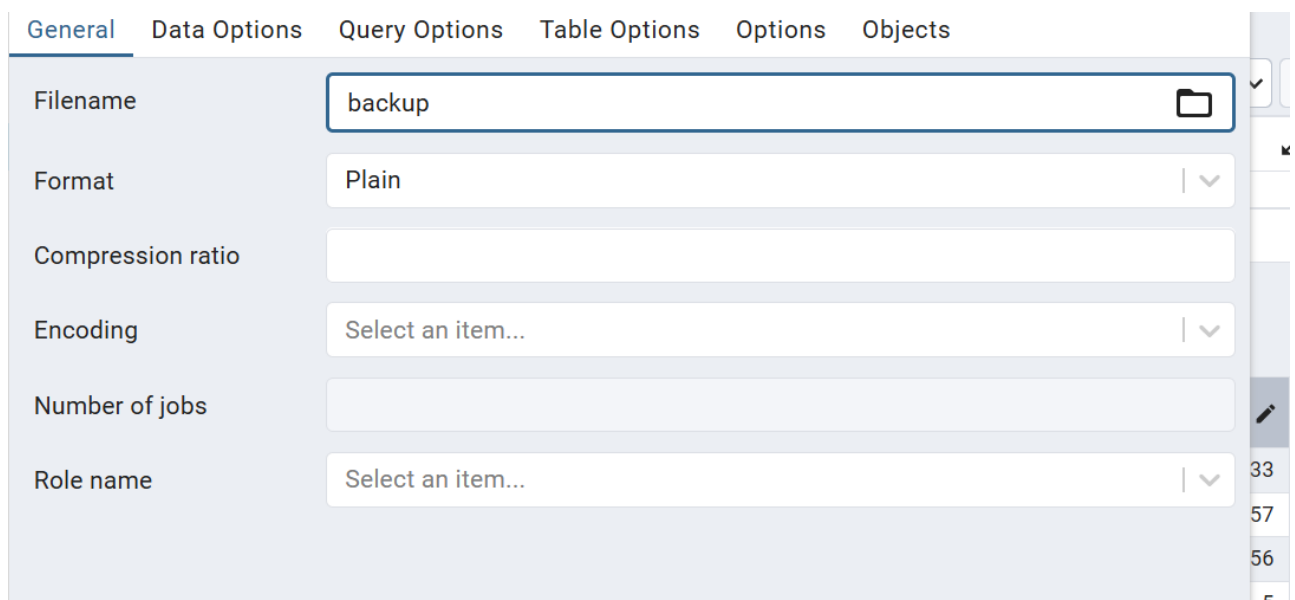 General Data Options Query Options Table Options Options Objects
Filename backup
Format Plain
Compression ratio
Encoding Select an item...
Number of jobs
Role name Select an item...
33
57
56